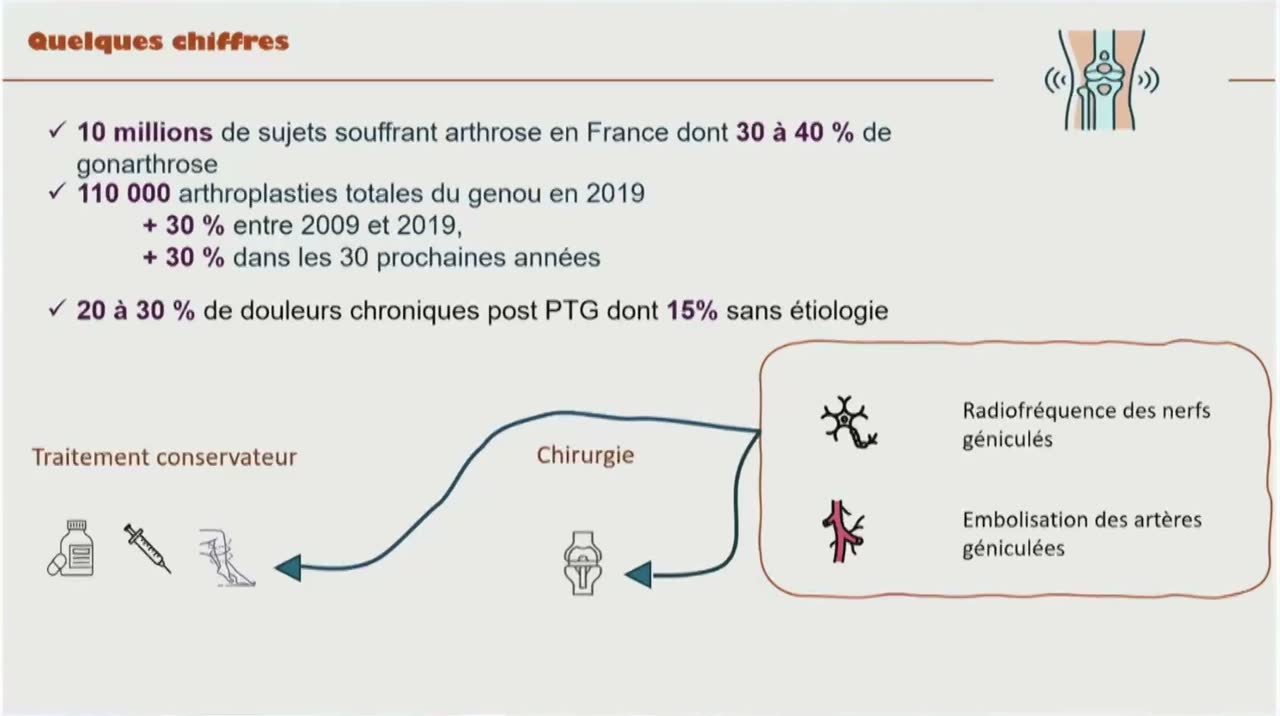 Quelques chiffres
✓ 10 millions de sujets souffrant arthrose en France dont 30 à 40 % de
gonarthrose
✓ 110 000 arthroplasties totales du genou en 2019
+ 30 % entre 2009 et 2019,
+ 30 % dans les 30 prochaines années
✓ 20 à 30 % de douleurs chroniques post PTG dont 15% sans étiologie
Traitement conservateur
Chirurgie
Radiofréquence des nerfs
géniculés
Embolisation des artères
géniculées